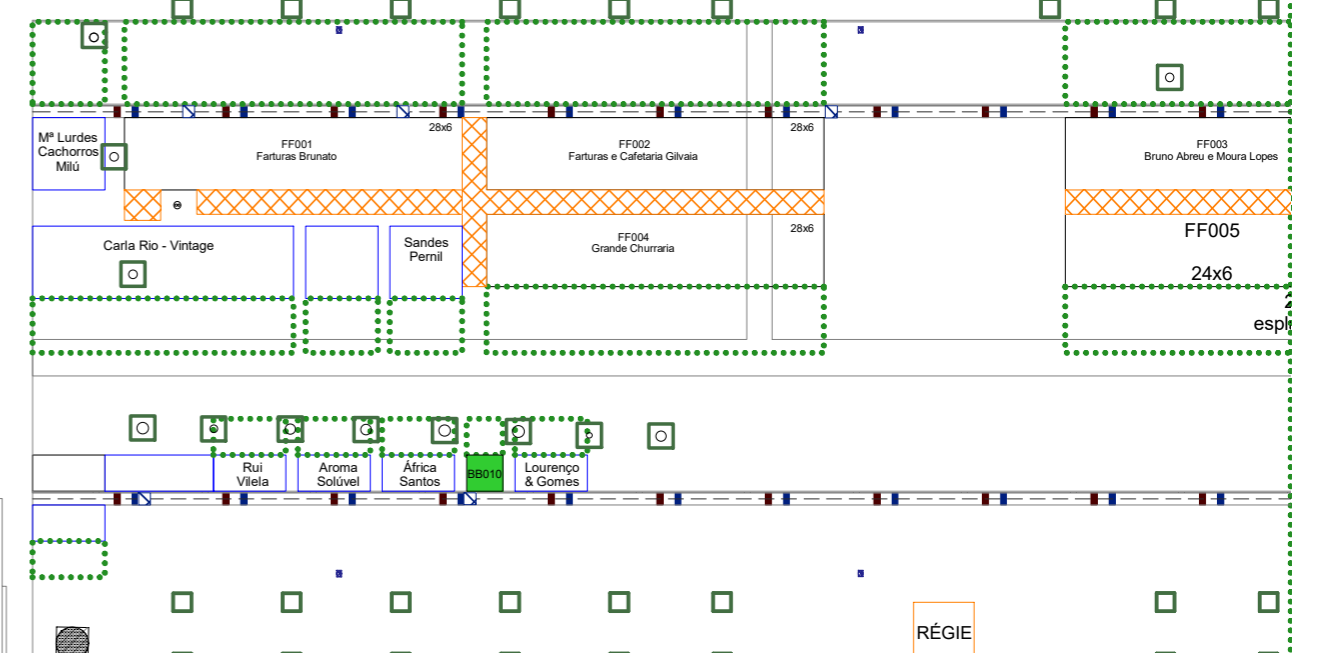 Mª Lurdes
Cachorros
Milú
28x6
FF001
Farturas Brunato
28x6
FF002
Farturas e Cafetaria Gilvaia
FF003
Bruno Abreu e Moura Lopes
Carla Rio - Vintage
Sandes
Pernil
28x6
FF004
Grande Churraria
FF005
24x6
2
espl
Rui
Vilela
Aroma
Solúvel
África
Santos
BB010
Lourenço
& Gomes
RÉGIE